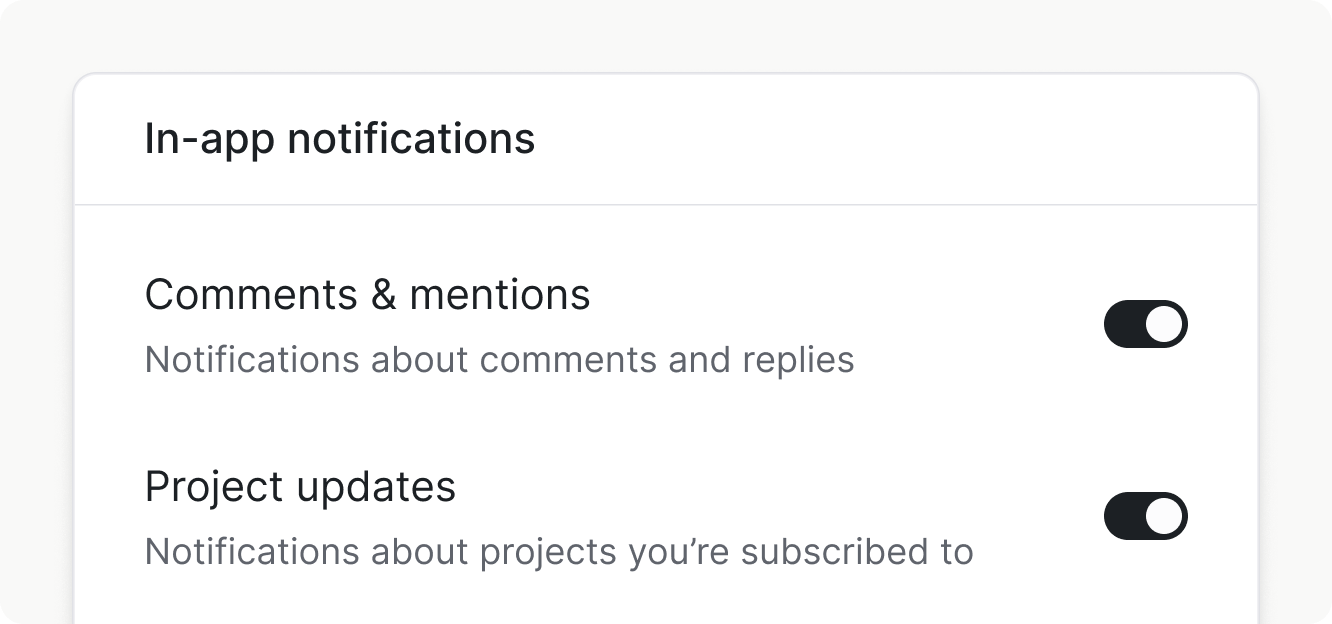 In-app notifications
Comments & mentions
Notifications about comments and replies
Project updates
Notifications about projects you’re subscribed to